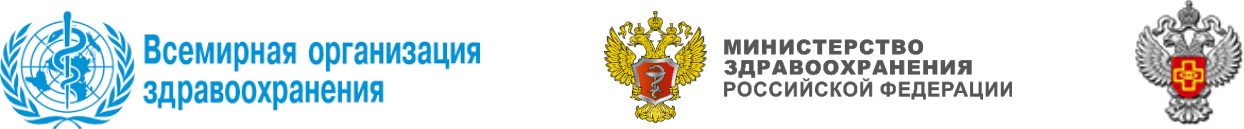 Всемирная организация
здравоохранения
МИНИСТЕРСТВО
ЗДРАВООХРАНЕНИЯ
РОССИЙСКОЙ ФЕДЕРАЦИИ